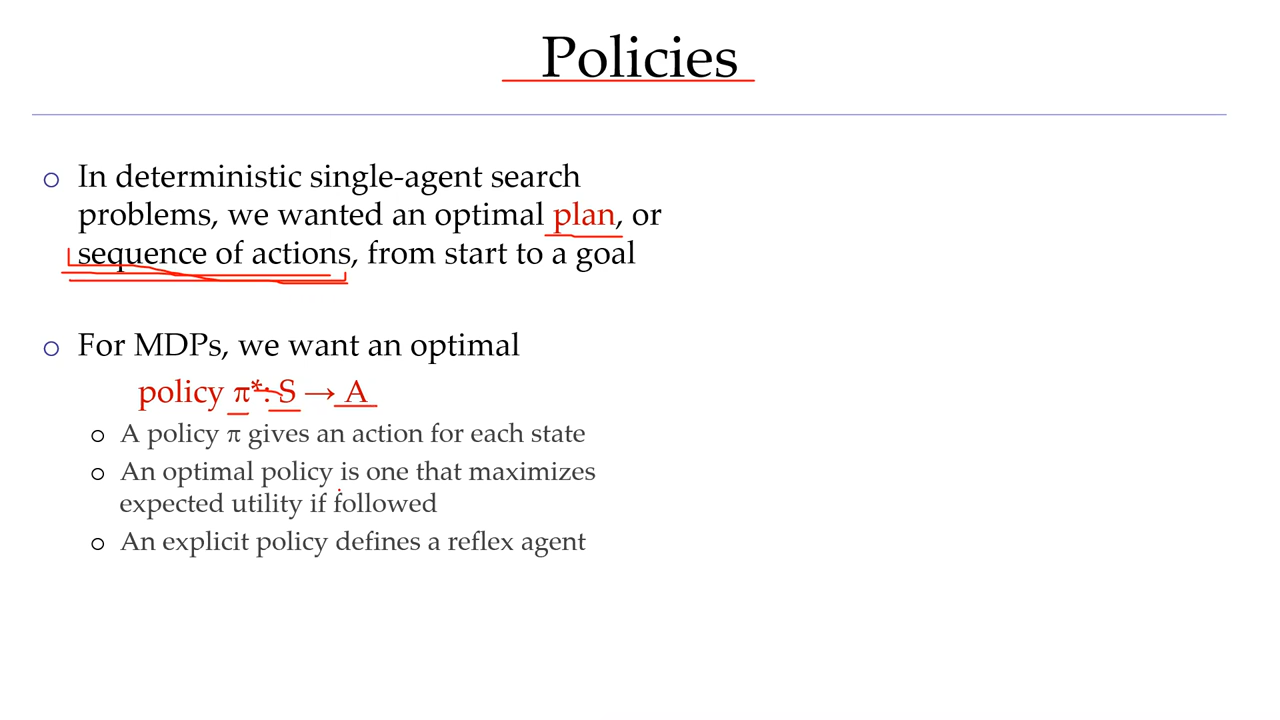 Policies
○ In deterministic single-agent search
problems, we wanted an optimal plan, or
sequence of actions, from start to a goal
○ For MDPs, we want an optimal
policy π*: S → A
○ A policy π gives an action for each state
○ An optimal policy is one that maximizes
expected utility if followed
○ An explicit policy defines a reflex agent